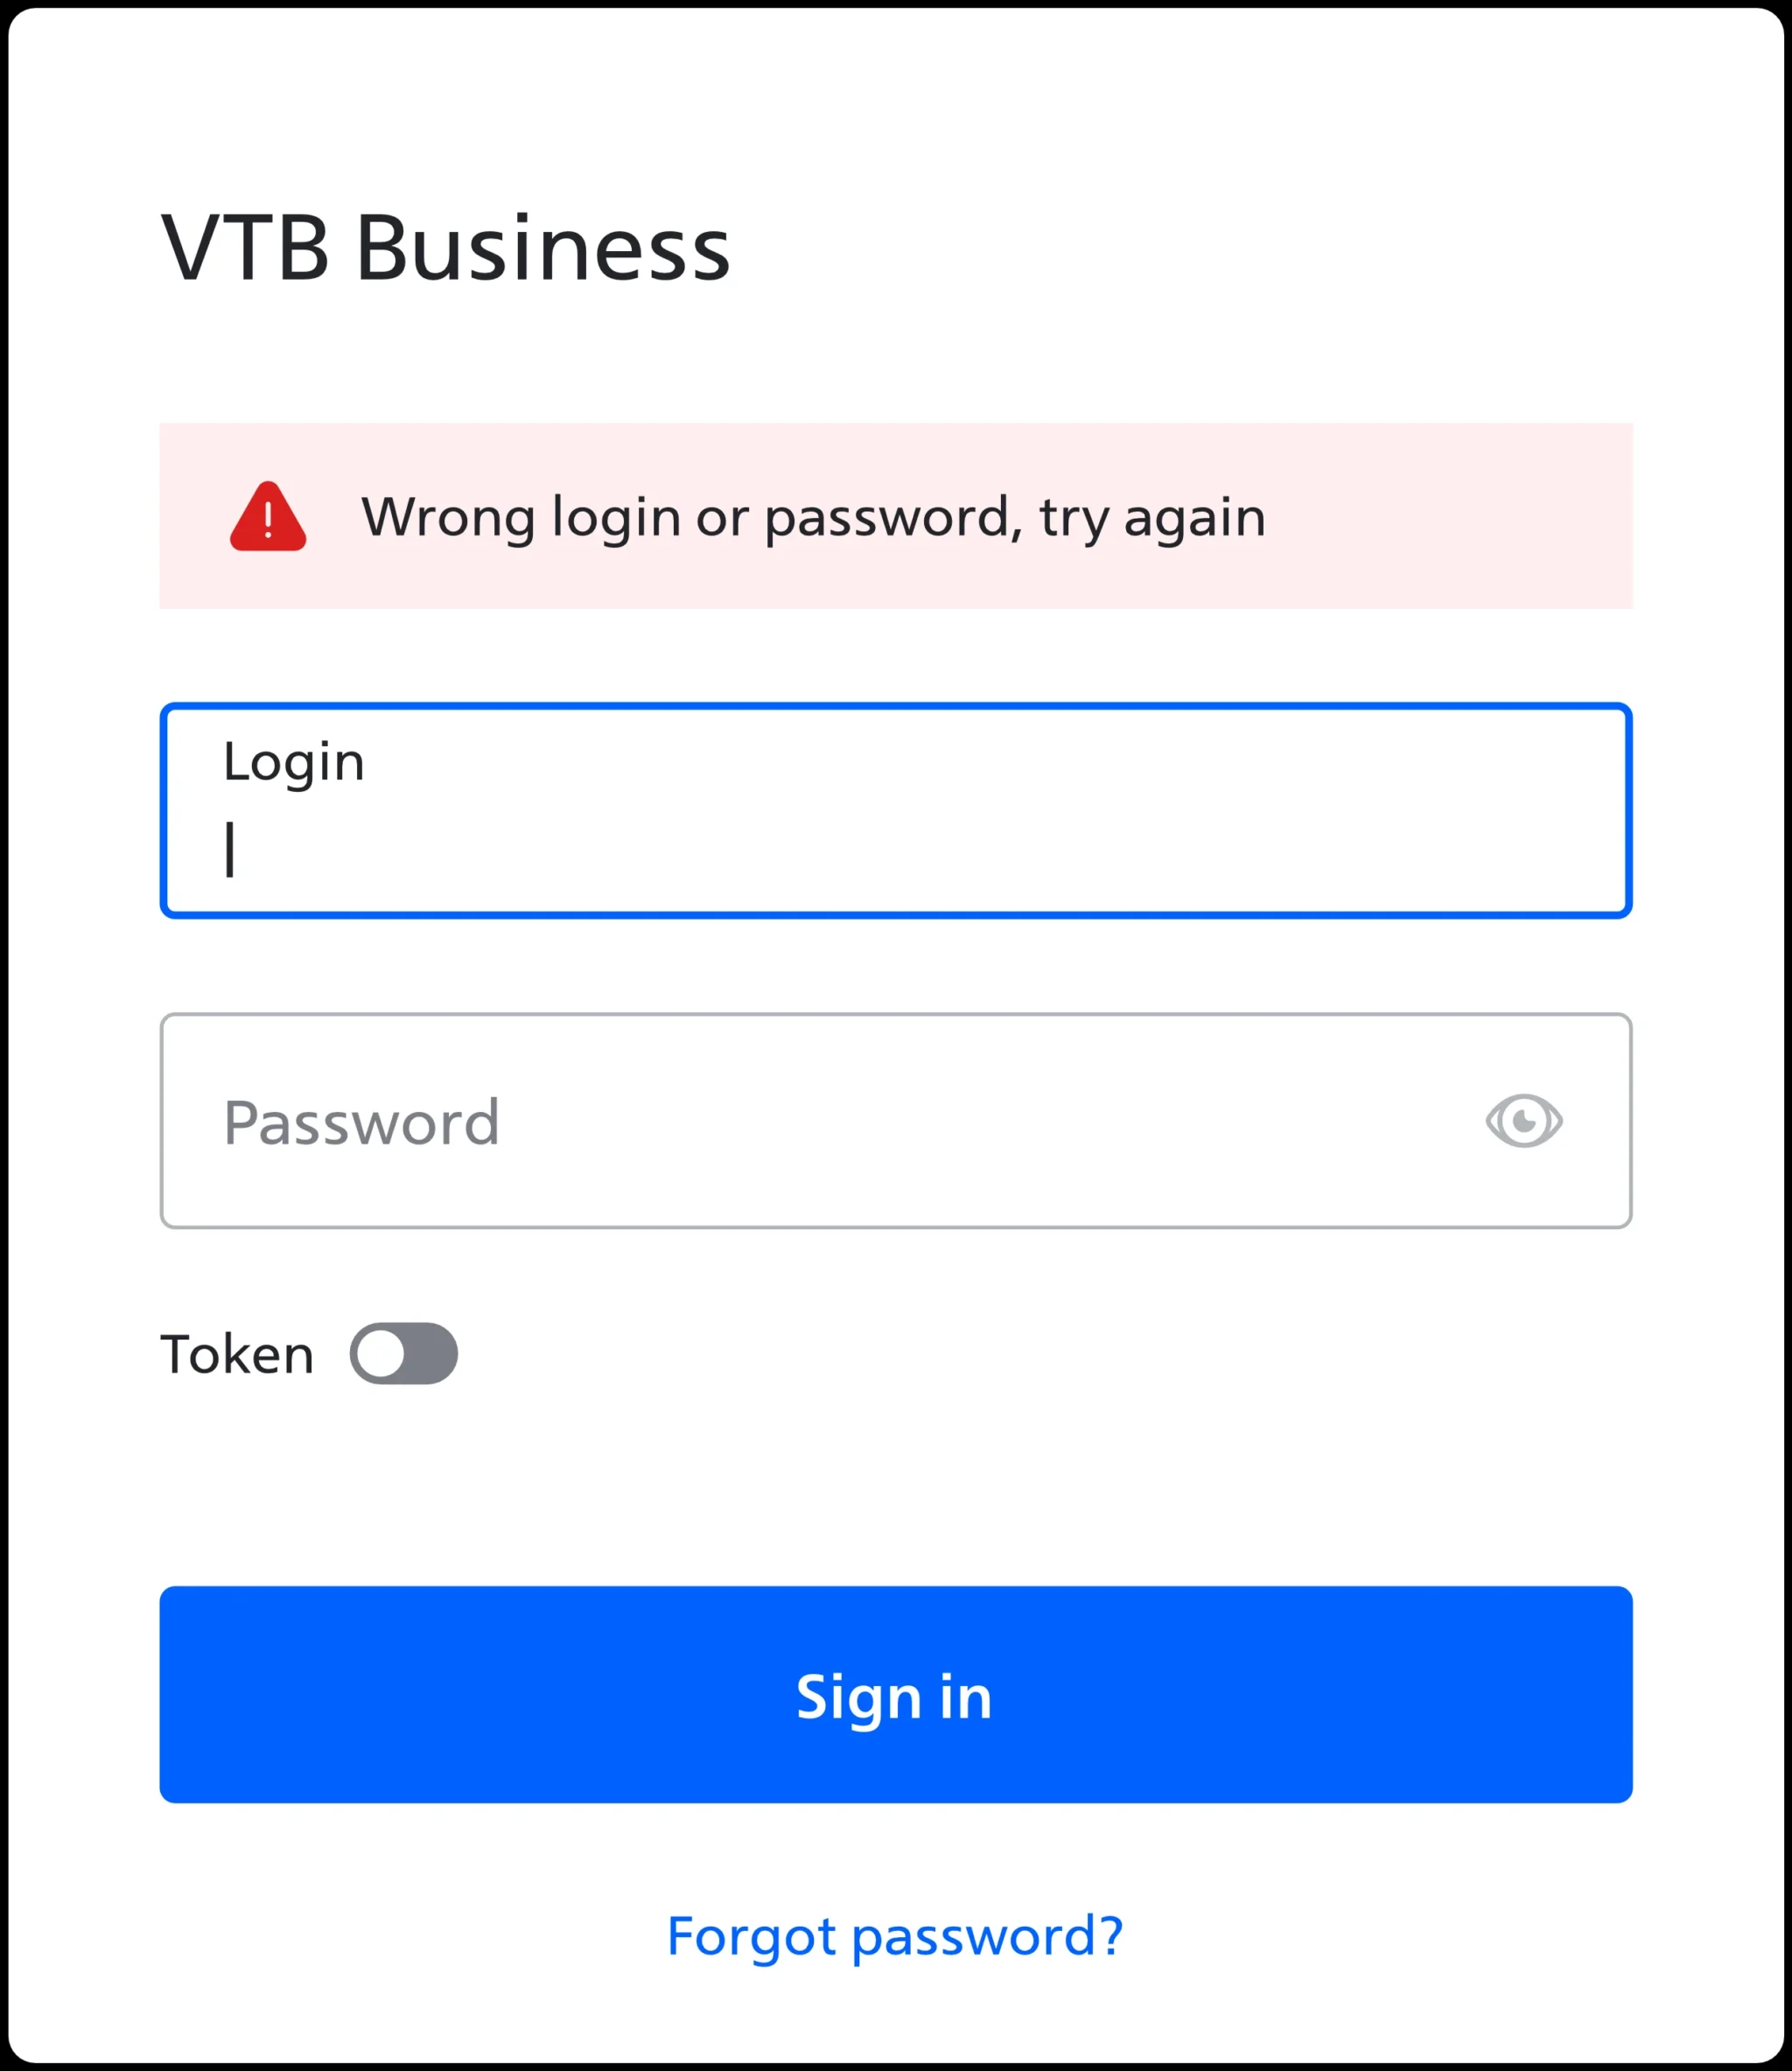 VTB Business
Wrong login or password, try again
Login
Password
Token
Sign in
Forgot password?